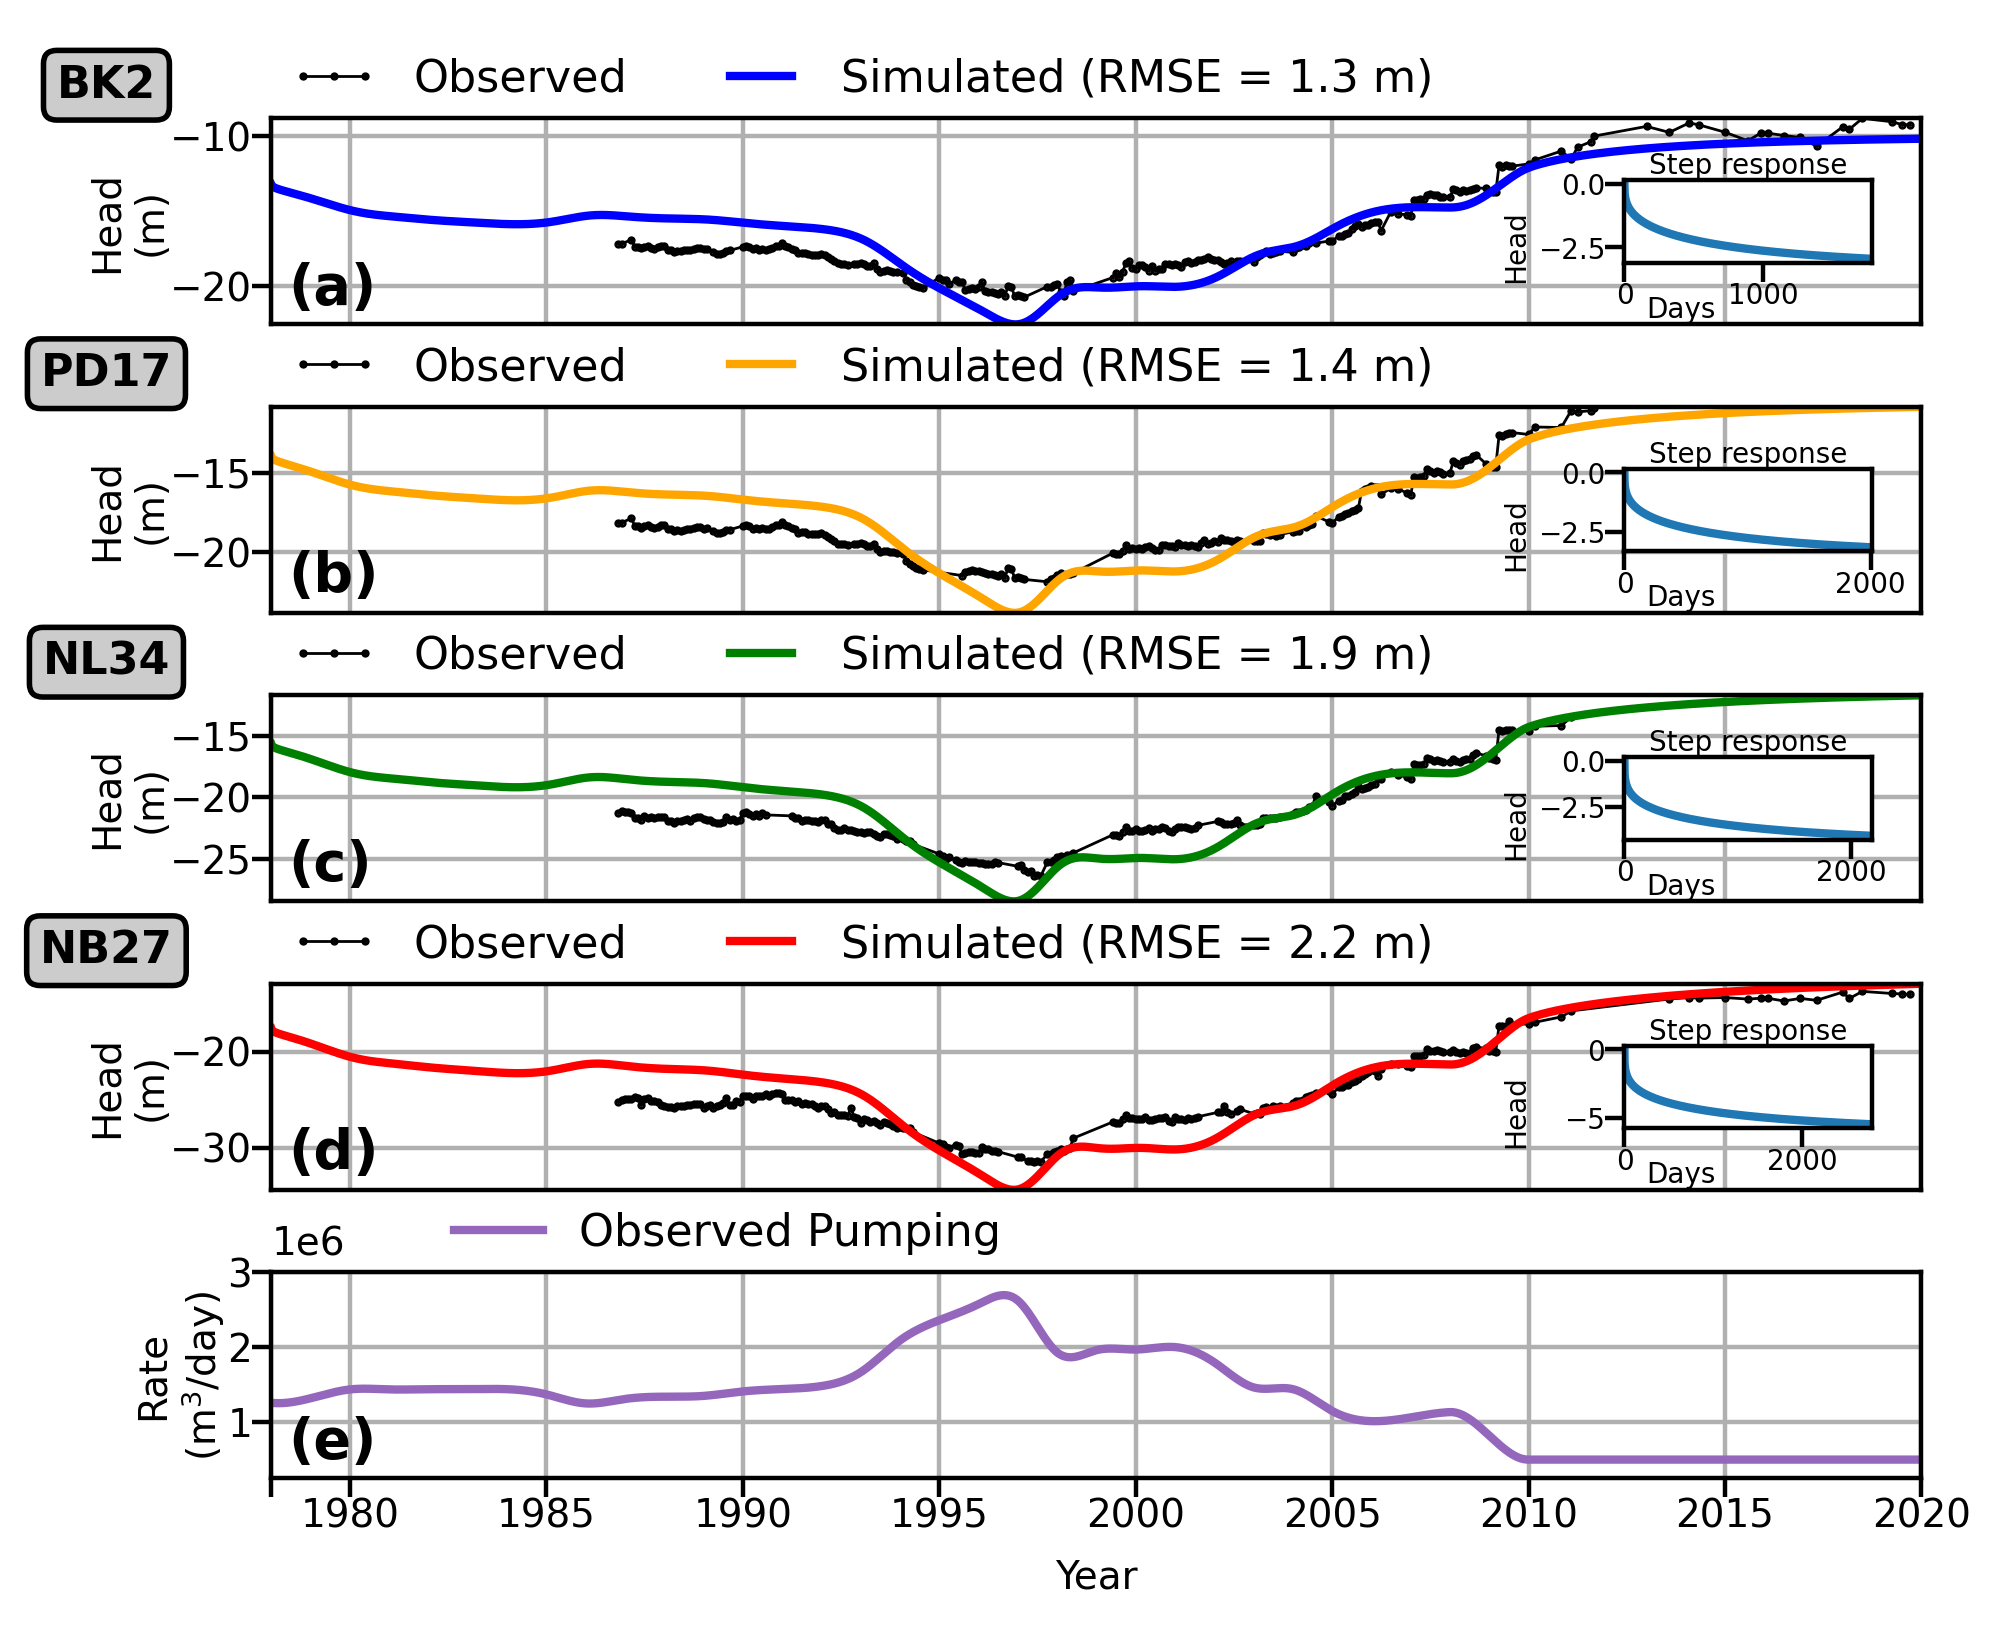 BK2
Observed
Simulated (RMSE = 1.3 m)
Head
(m)
−10
−20
(a)
Step response
Head
0.0
−2.5
0
1000
Days
PD17
Observed
Simulated (RMSE = 1.4 m)
Head
(m)
−15
−20
(b)
Step response
Head
0.0
−2.5
0
2000
Days
NL34
Observed
Simulated (RMSE = 1.9 m)
Head
(m)
−15
−20
−25
(c)
Step response
Head
0.0
−2.5
0
2000
Days
NB27
Observed
Simulated (RMSE = 2.2 m)
Head
(m)
−20
−30
(d)
Step response
Head
0
−5
0
2000
Days
1e6
Observed Pumping
Rate
(m³/day)
3
2
1
(e)
1980 1985 1990 1995 2000 2005 2010 2015 2020
Year